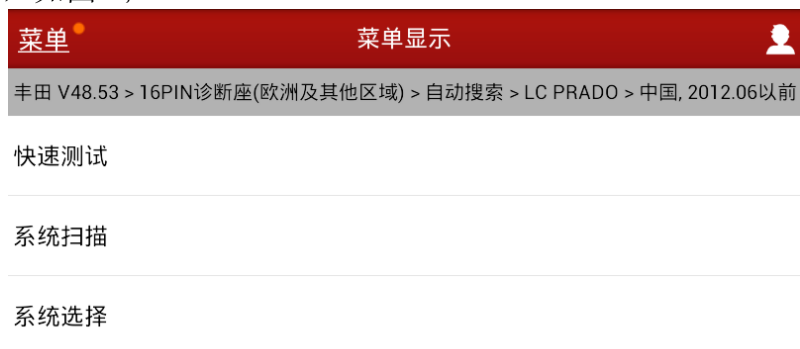 菜单 菜单显示
丰田 V48.53 > 16PIN诊断座(欧洲及其他区域) > 自动搜索 > LC PRADO > 中国, 2012.06以前
快速测试
系统扫描
系统选择